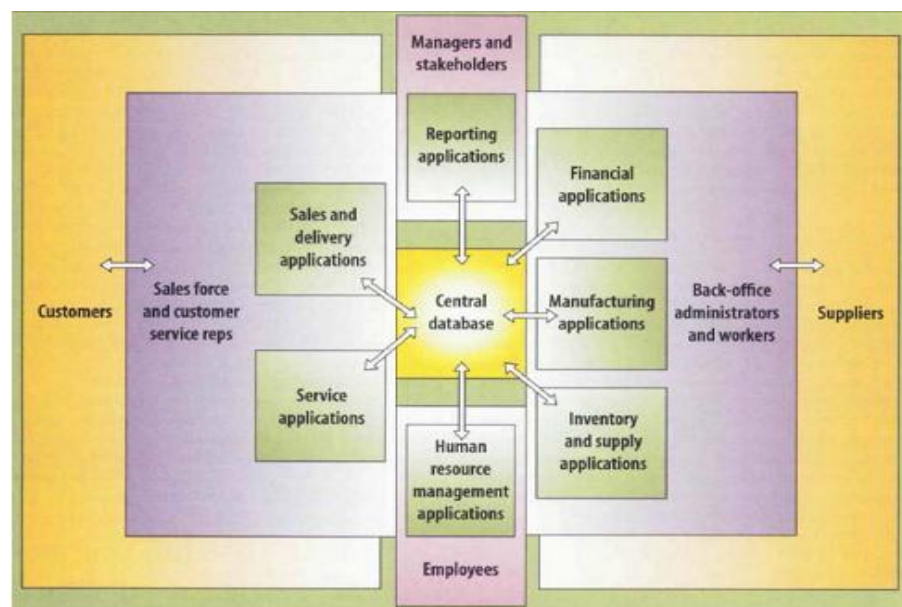 Managers and
stakeholders
Reporting
applications
Financial
applications
Sales and
delivery
applications
Customers
Sales force
and customer
service reps
Central
database
Manufacturing
applications
Back-office
administrators
and workers
Suppliers
Service
applications
Inventory
and supply
applications
Human
resource
management
applications
Employees